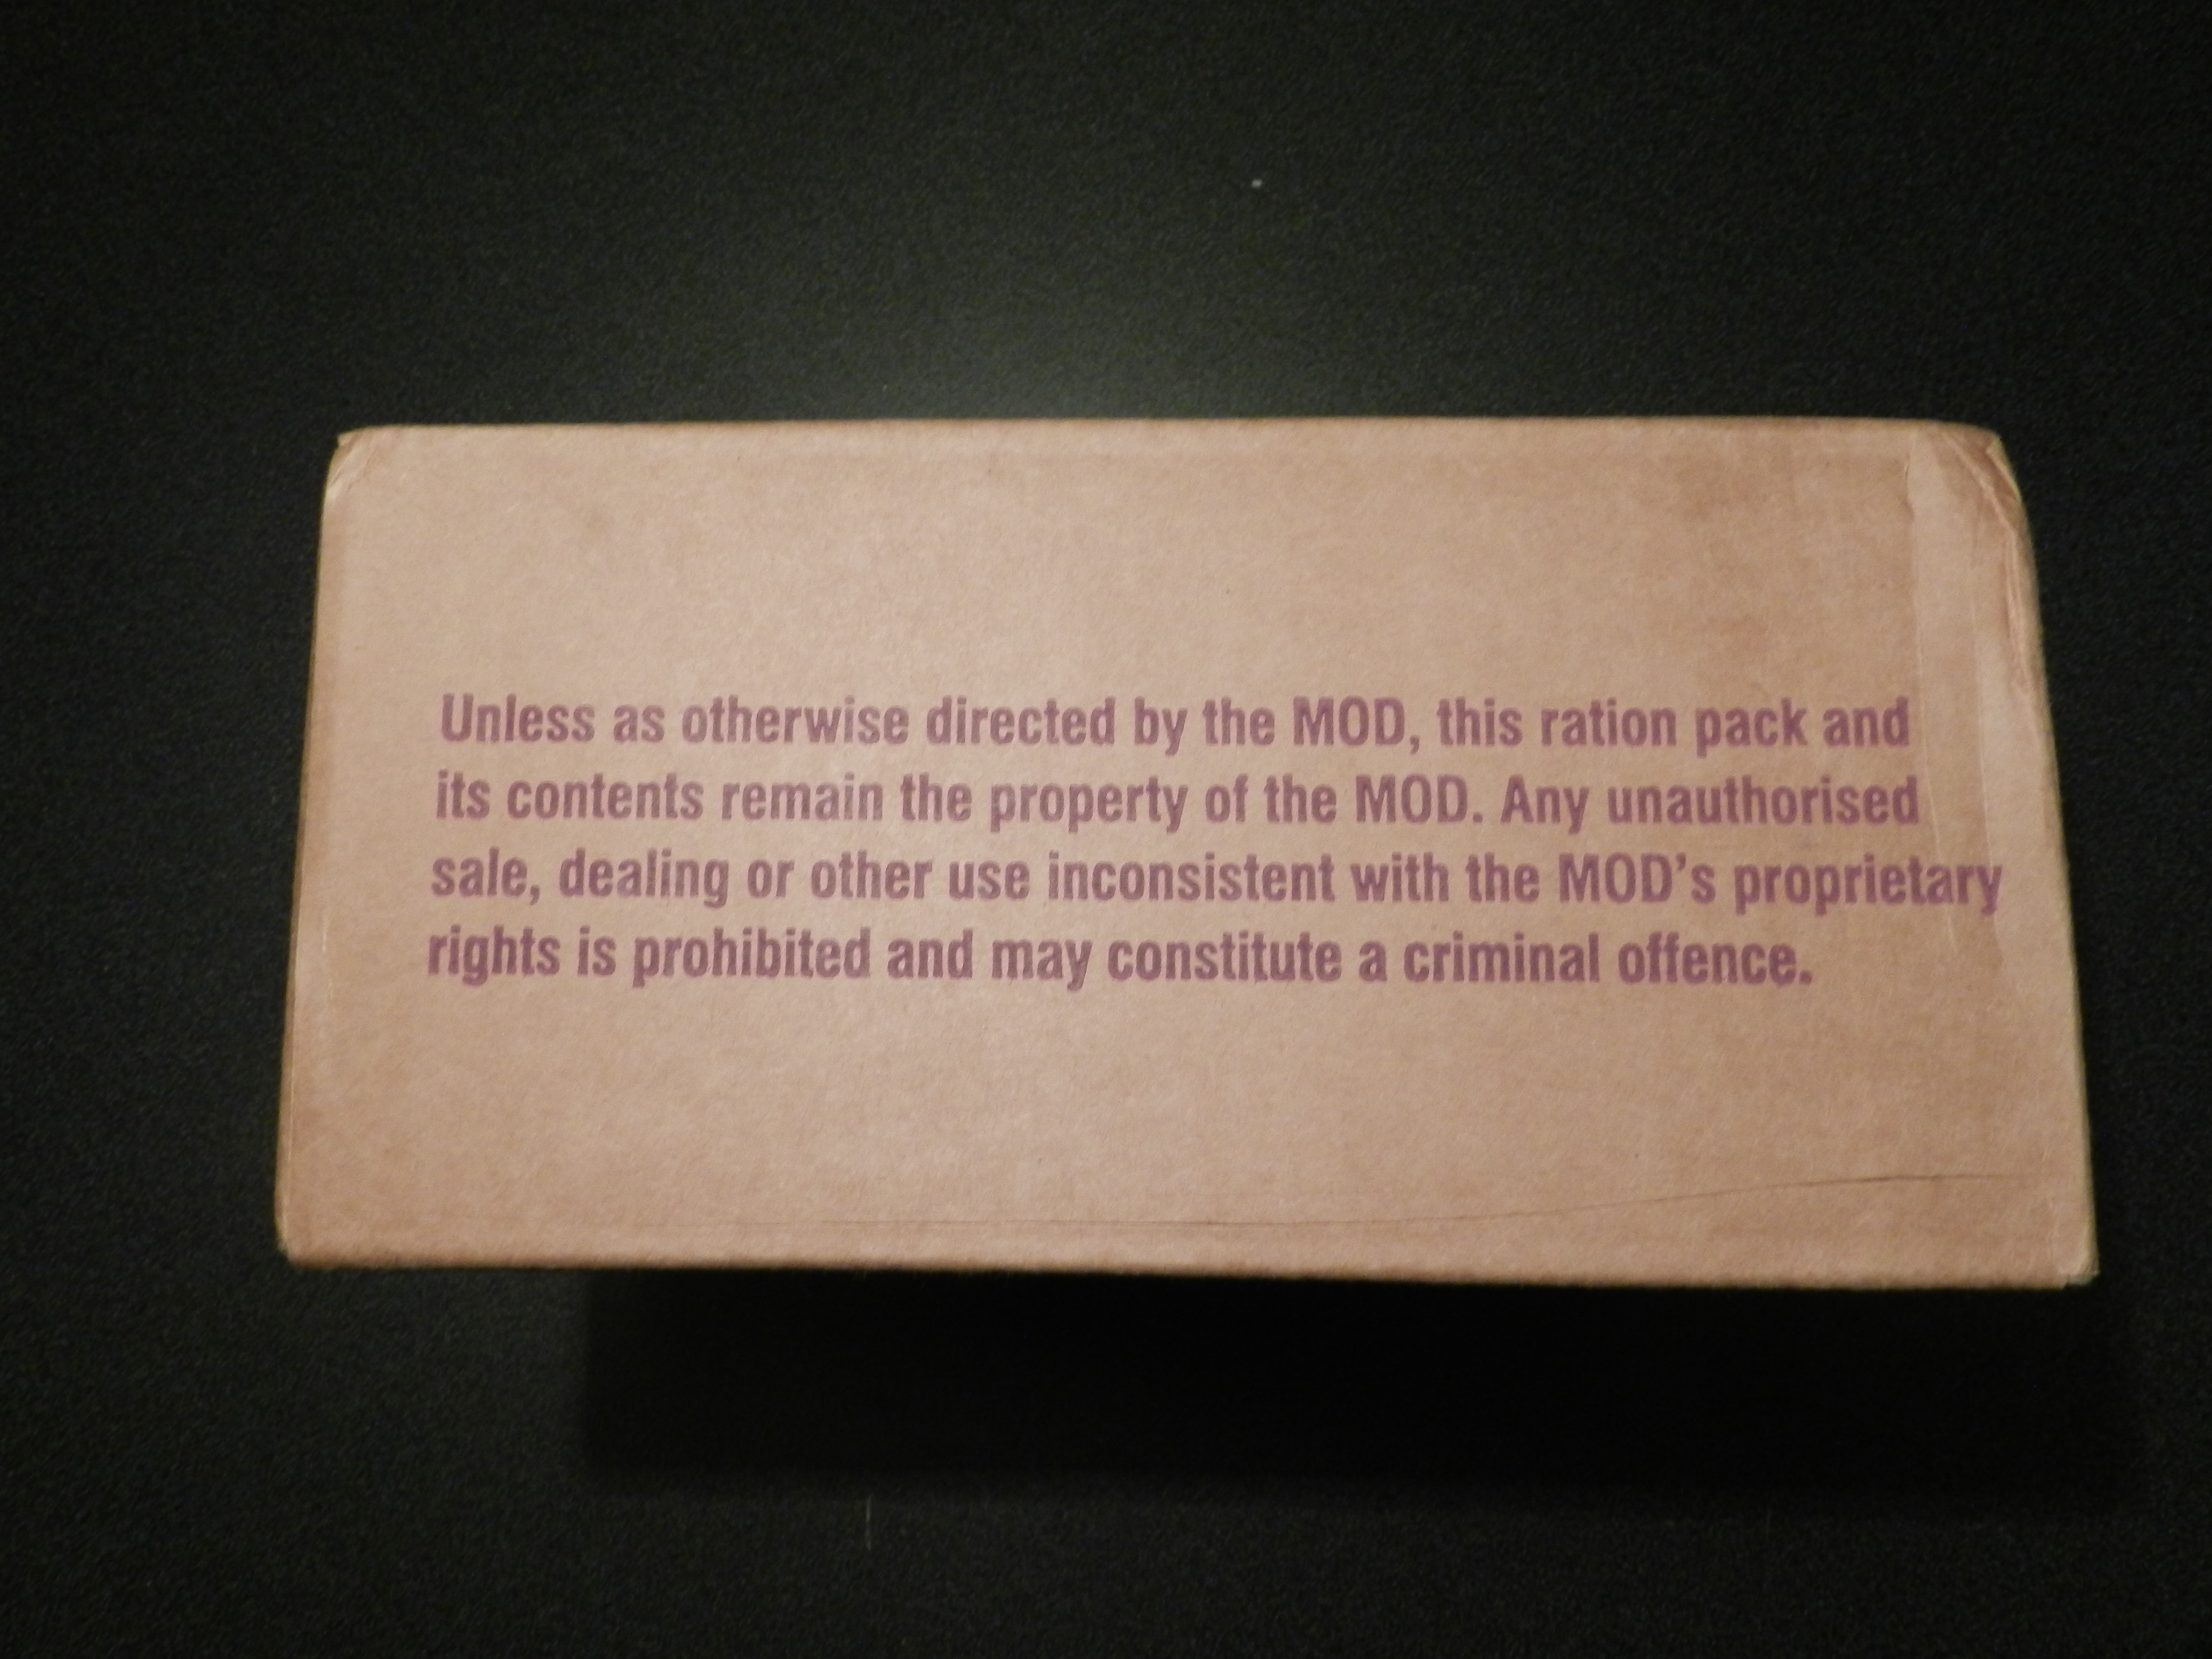 Unless as otherwise directed by the MOD, this ration pack and
its contents remain the property of the MOD. Any unauthorised
sale, dealing or other use inconsistent with the MOD's proprietary
rights is prohibited and may constitute a criminal offence.